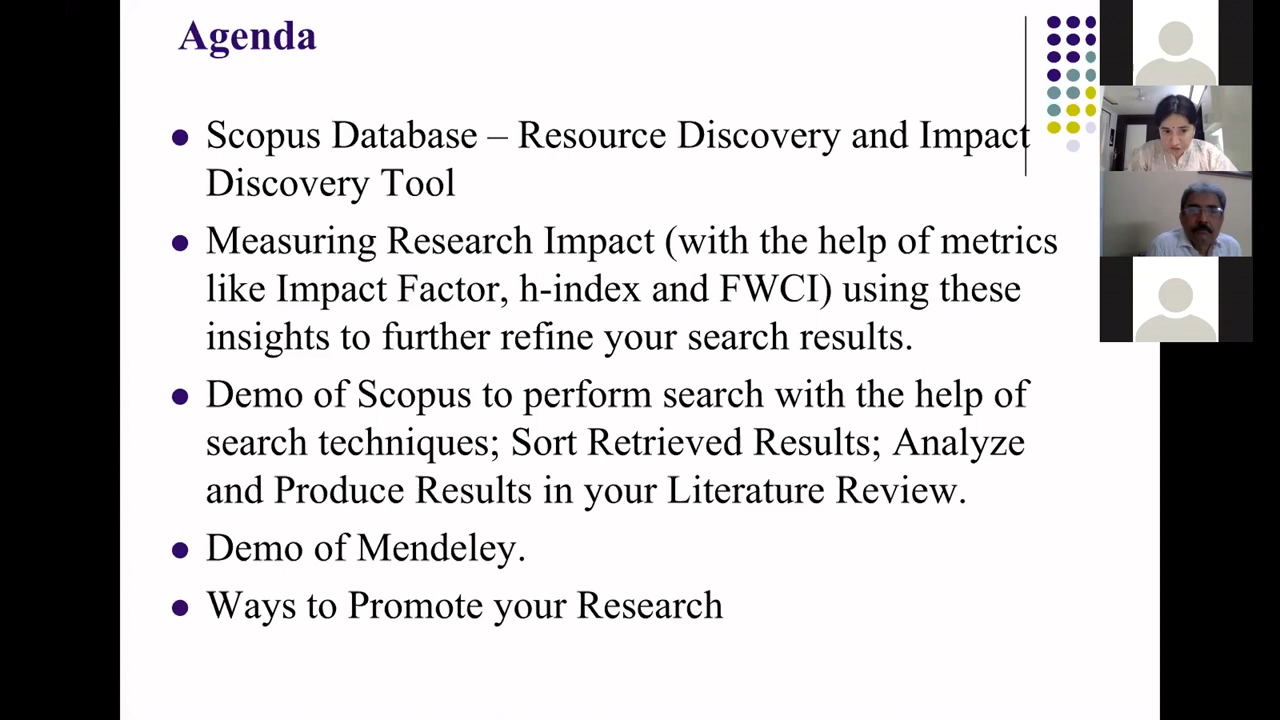 Agenda
Scopus Database – Resource Discovery and Impact
Discovery Tool
Measuring Research Impact (with the help of metrics
like Impact Factor, h-index and FWCI) using these
insights to further refine your search results.
Demo of Scopus to perform search with the help of
search techniques; Sort Retrieved Results; Analyze
and Produce Results in your Literature Review.
Demo of Mendeley.
Ways to Promote your Research